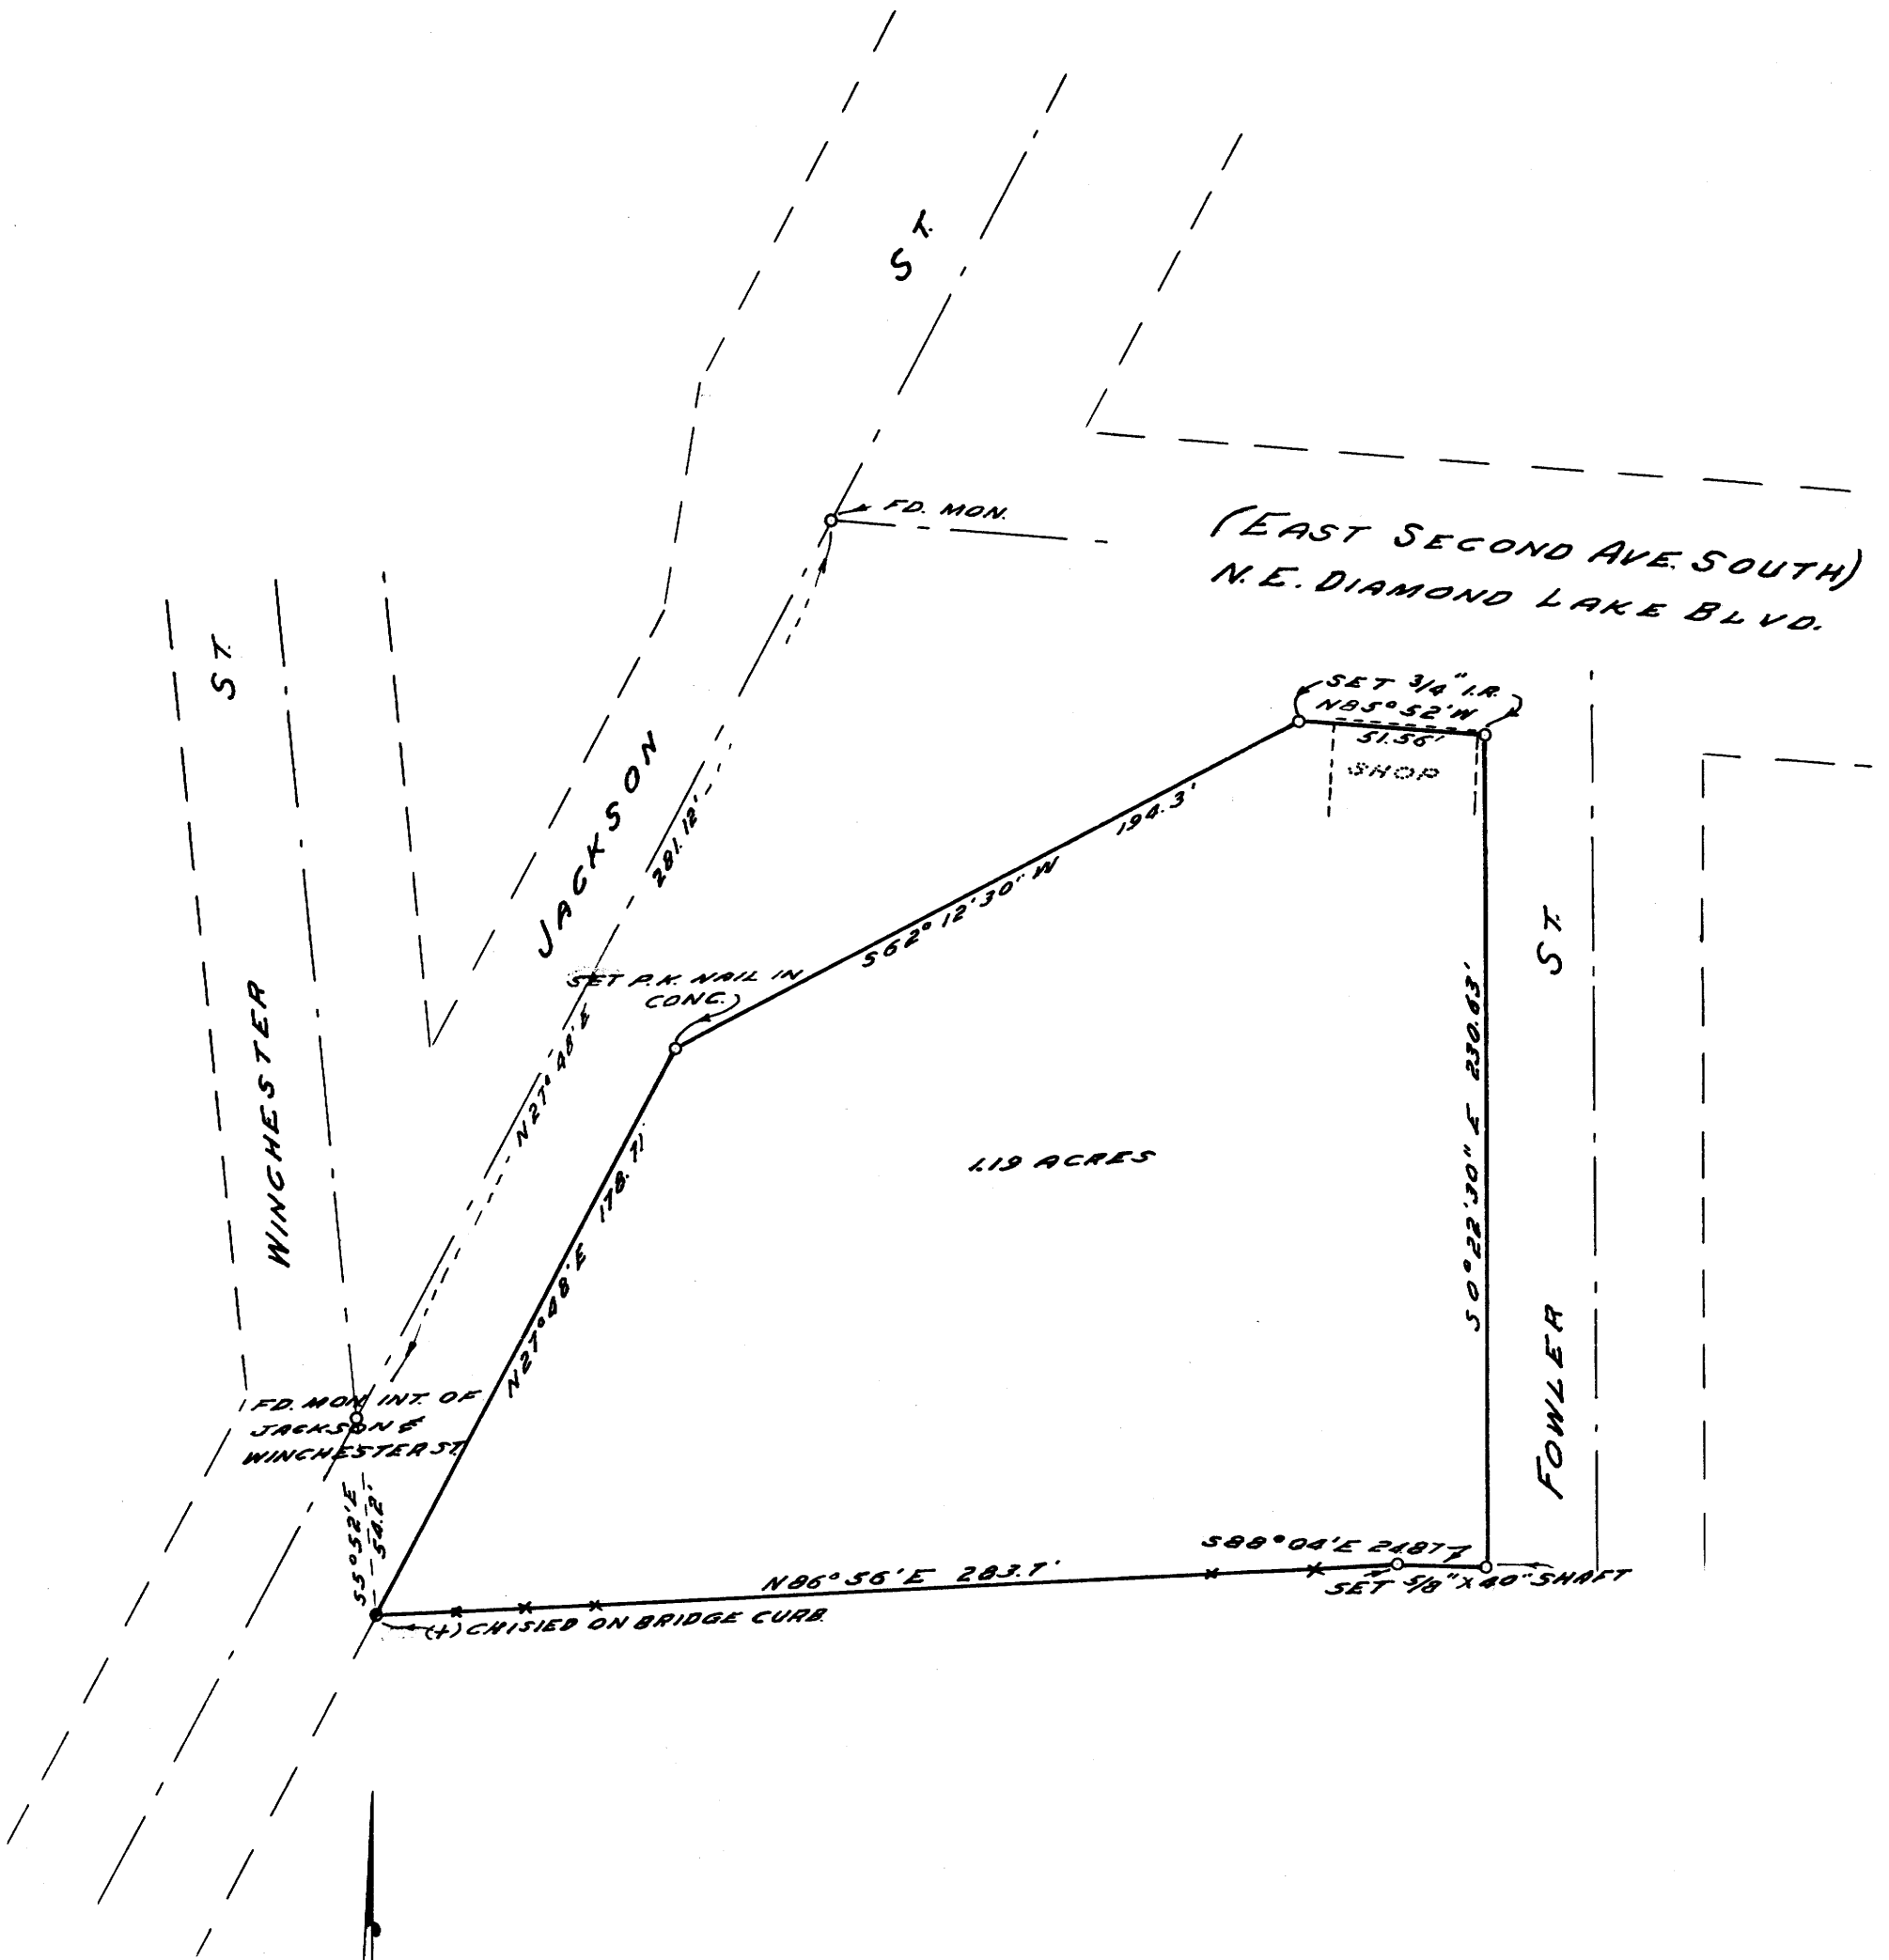 ST.
FD. MON.
(EAST SECOND AVE. SOUTH)
N.E. DIAMOND LAKE BLVD.
ST.
SET 3/4" I.R.
N85°52'W
51.56'
SHOP
JACKSON
281.12'
194.3'
S62°12'30"W
ST.
SET P.K. NAIL IN
CONC.
N27°48'E
WINCHESTER
178.1'
N27°48'E
1.19 ACRES
S0°22'30"E 230.63'
FOWLER
FD. MON. INT. OF
JACKSON &
WINCHESTER ST.
S5°52'E
54.2'
N86°56'E 283.7'
S88°04'E 24.87
SET 5/8" X 40" SHAFT
(+) CHISIED ON BRIDGE CURB.